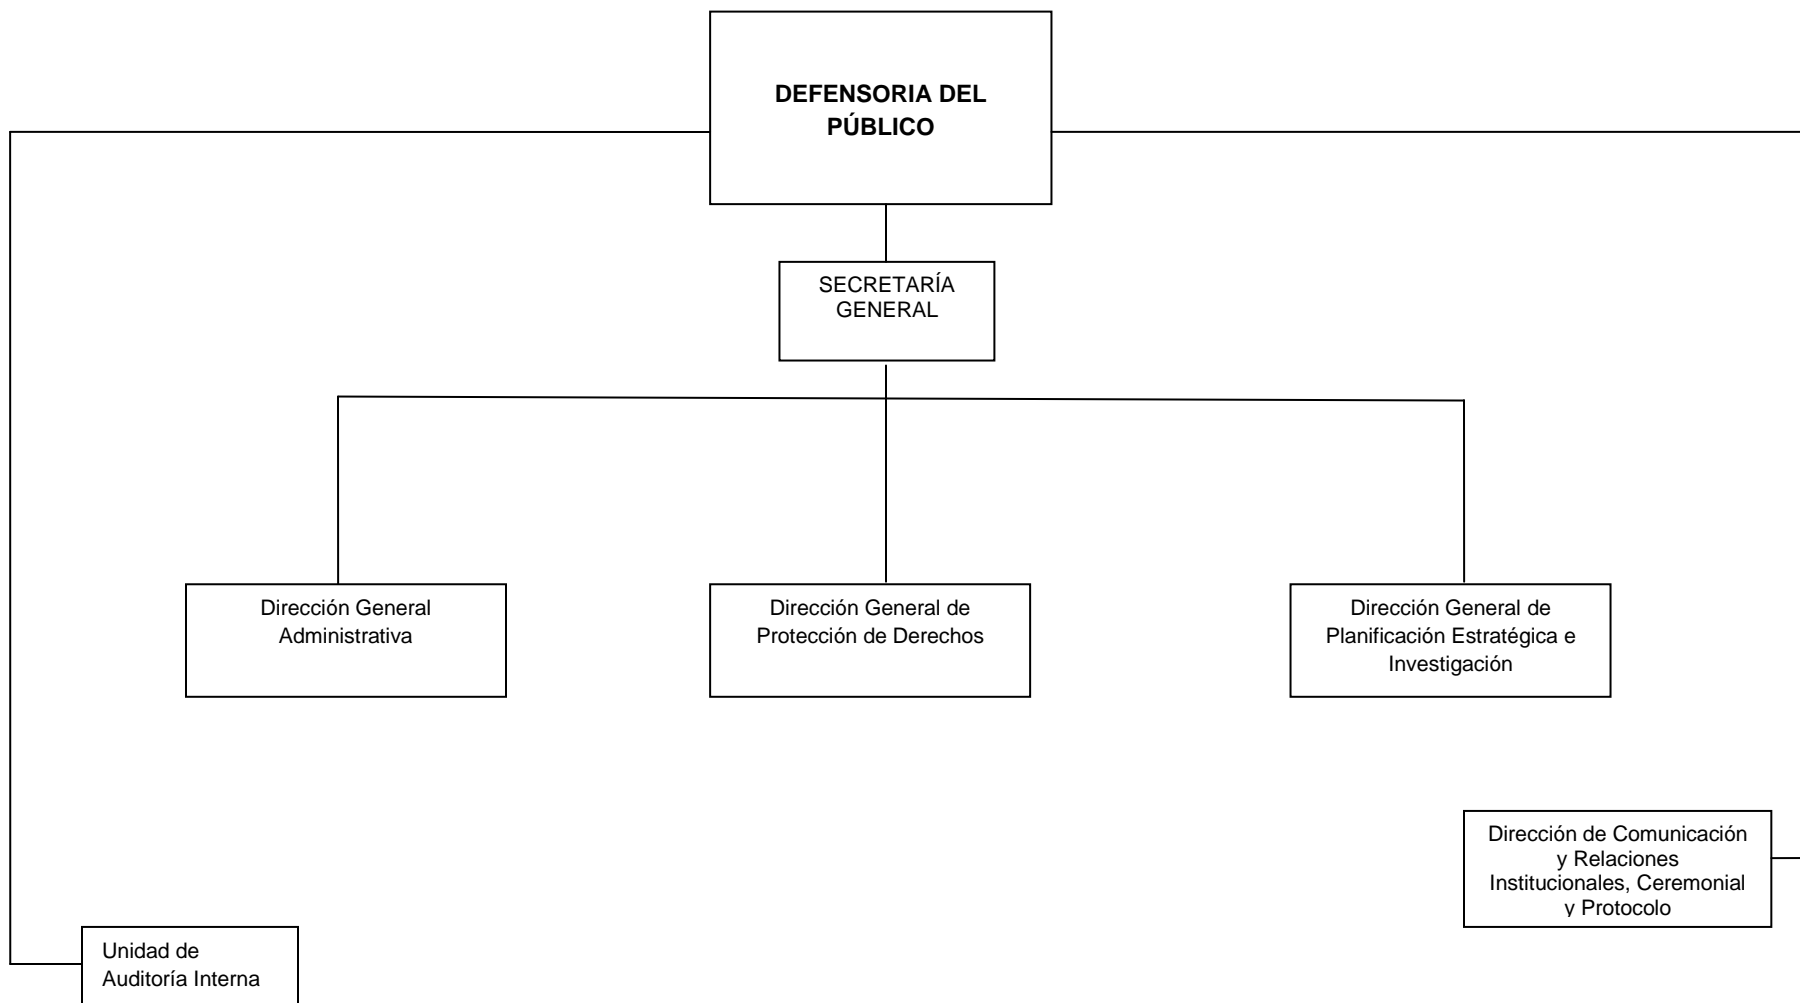 DEFENSORIA DEL
PÚBLICO
SECRETARÍA
GENERAL
Dirección General
Administrativa
Dirección General de
Protección de Derechos
Dirección General de
Planificación Estratégica e
Investigación
Dirección de Comunicación
y Relaciones
Institucionales, Ceremonial
y Protocolo
Unidad de
Auditoría Interna